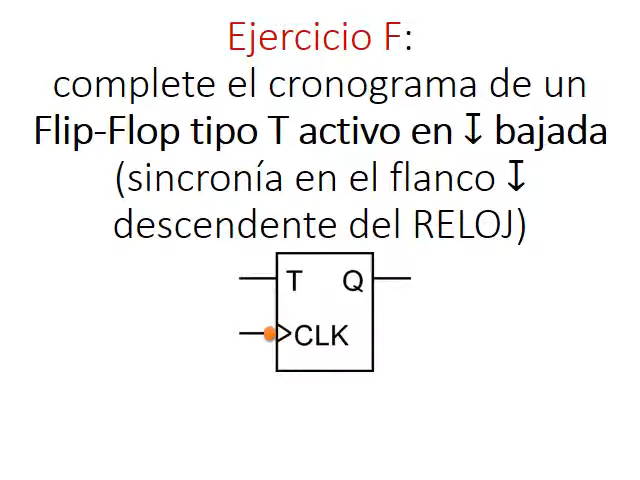 Ejercicio F:
complete el cronograma de un
Flip-Flop tipo T activo en ↧ bajada
(sincronía en el flanco ↧
descendente del RELOJ)
T Q
CLK